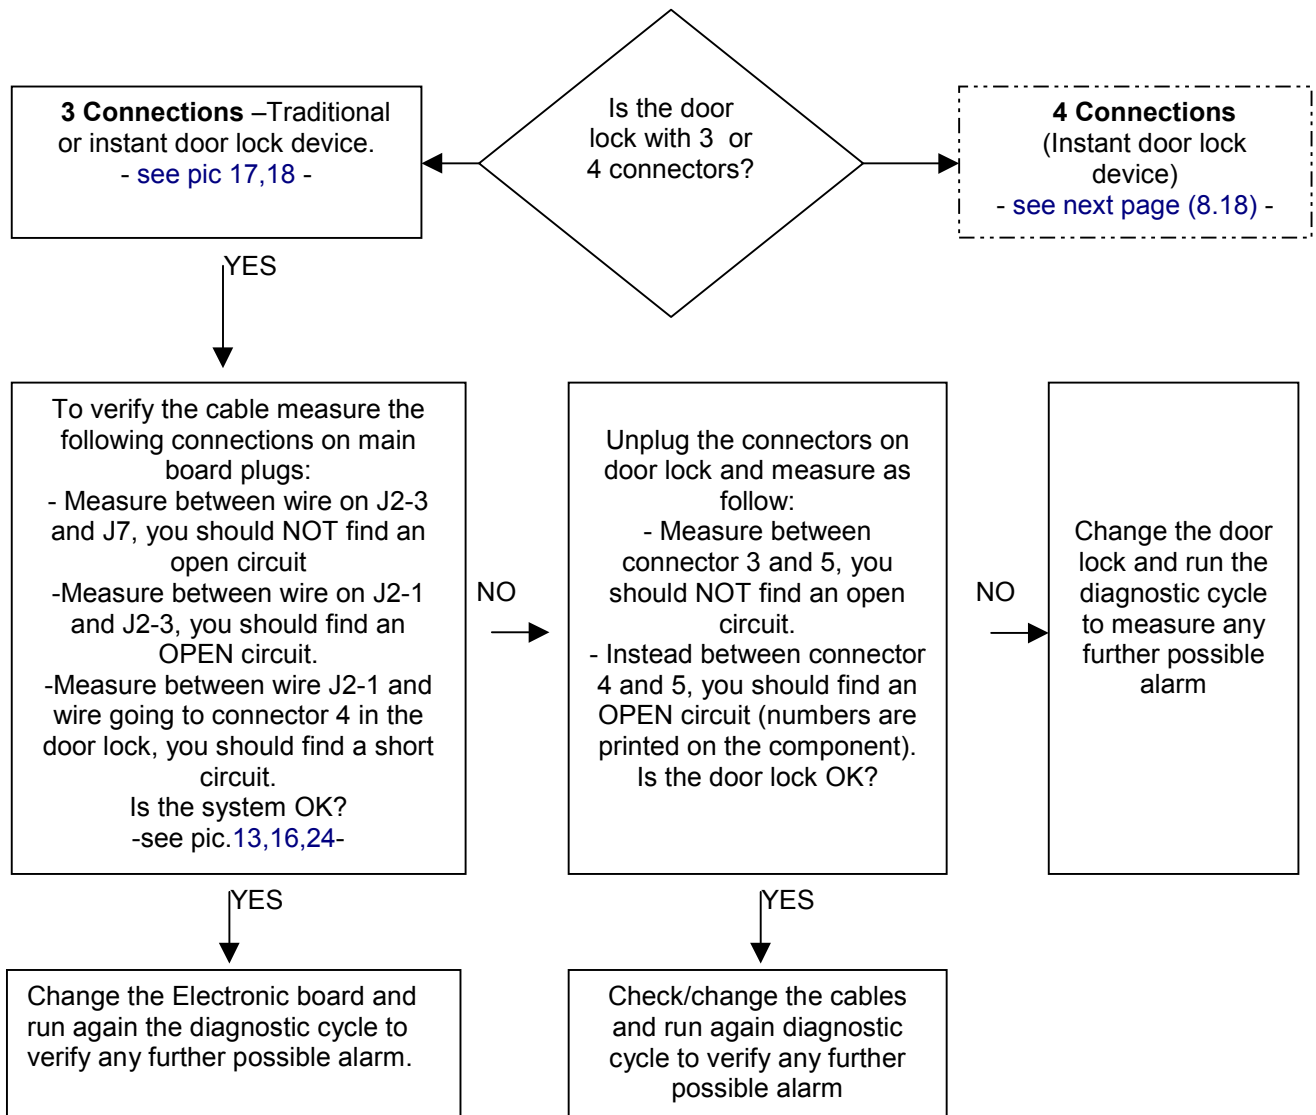 3 Connections –Traditional
or instant door lock device.
- see pic 17,18 -
Is the door
lock with 3 or
4 connectors?
4 Connections
(Instant door lock
device)
- see next page (8.18) -
YES
To verify the cable measure the
following connections on main
board plugs:
- Measure between wire on J2-3
and J7, you should NOT find an
open circuit
-Measure between wire on J2-1
and J2-3, you should find an
OPEN circuit.
-Measure between wire J2-1 and
wire going to connector 4 in the
door lock, you should find a short
circuit.
Is the system OK?
-see pic.13,16,24-
NO
Unplug the connectors on
door lock and measure as
follow:
- Measure between
connector 3 and 5, you
should NOT find an open
circuit.
- Instead between connector
4 and 5, you should find an
OPEN circuit (numbers are
printed on the component).
Is the door lock OK?
NO
Change the door
lock and run the
diagnostic cycle
to measure any
further possible
alarm
YES
YES
Change the Electronic board and
run again the diagnostic cycle to
verify any further possible alarm.
Check/change the cables
and run again diagnostic
cycle to verify any further
possible alarm